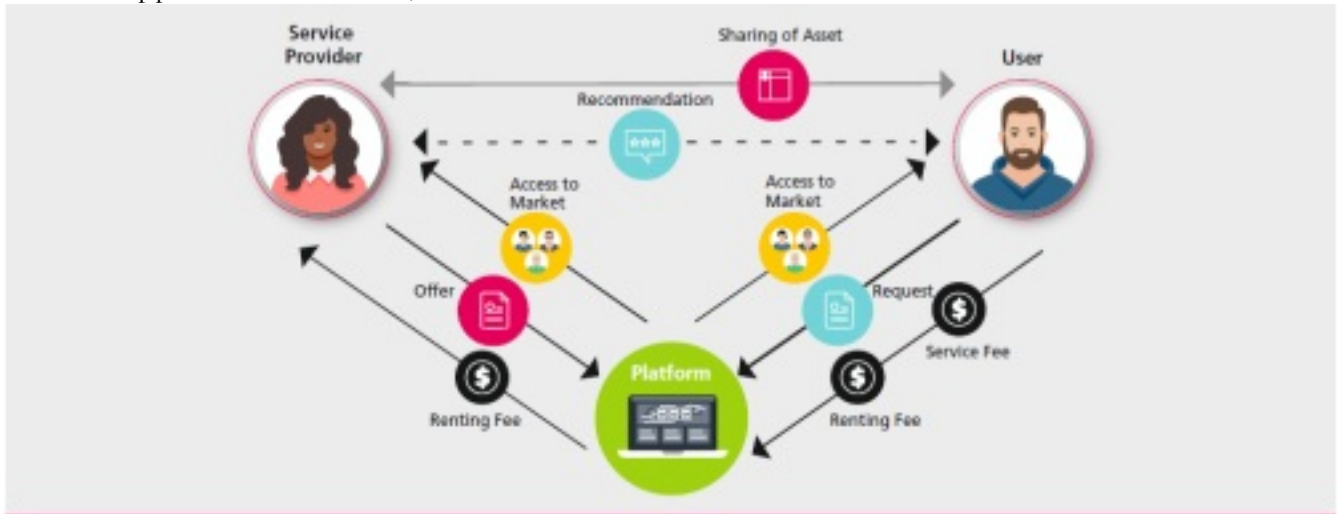 Service
Provider
Sharing of Asset
User
Recommendation
Access to
Market
Access to
Market
Offer
Request
Service Fee
Platform
Renting Fee
Renting Fee